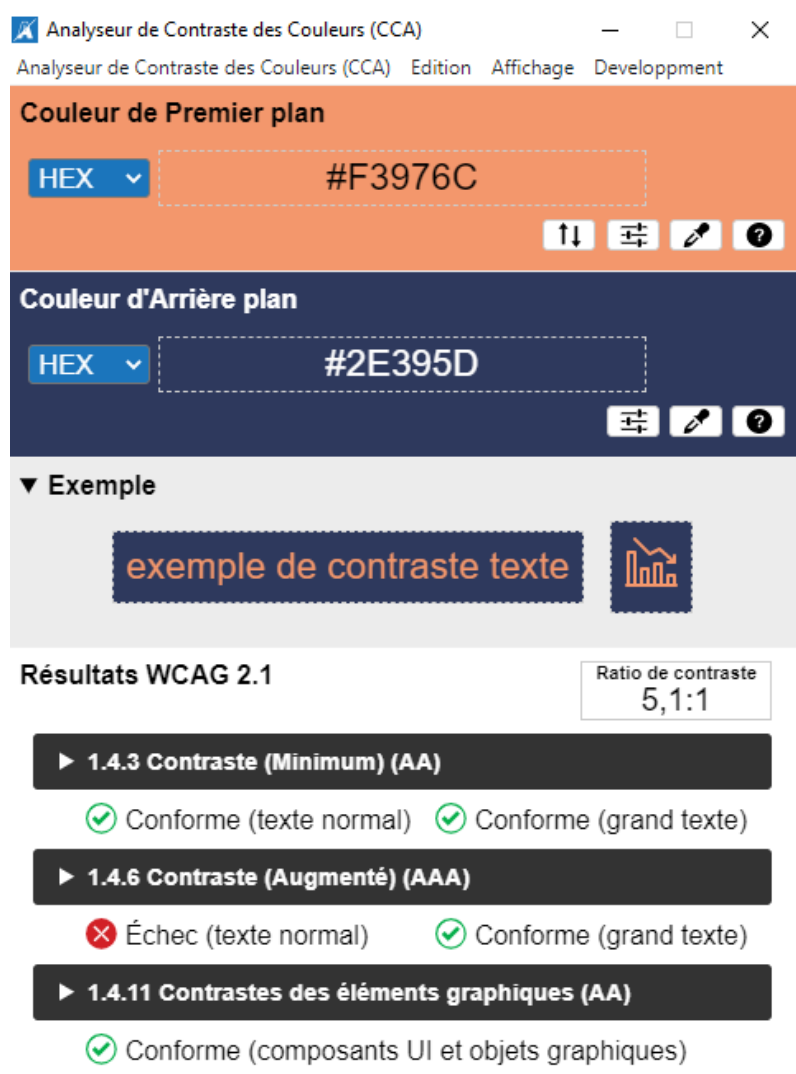 Analyseur de Contraste des Couleurs (CCA)
Analyseur de Contraste des Couleurs (CCA) Edition Affichage Developpment
Couleur de Premier plan
HEX #F3976C
?
Couleur d'Arrière plan
HEX #2E395D
?
▼ Exemple
exemple de contraste texte
Résultats WCAG 2.1
Ratio de contraste
5,1:1
▶ 1.4.3 Contraste (Minimum) (AA)
Conforme (texte normal) Conforme (grand texte)
▶ 1.4.6 Contraste (Augmenté) (AAA)
Échec (texte normal) Conforme (grand texte)
▶ 1.4.11 Contrastes des éléments graphiques (AA)
Conforme (composants UI et objets graphiques)